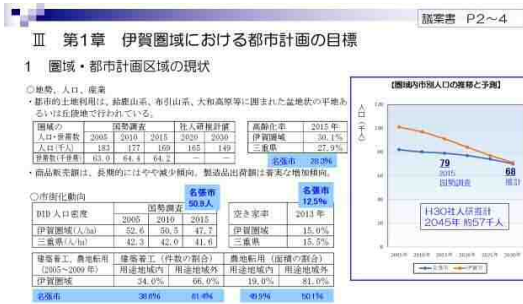 議案書 P2～4
Ⅲ 第1章 伊賀圏域における都市計画の目標
1 圏域・都市計画区域の現状
○地勢、人口、産業
・都市的土地利用は、鈴鹿山系、布引山系、大和高原等に囲まれた盆地状の平地あ
るいは丘陵地で行われている。
圏域の 国勢調査 社人研推計値
人口・世帯数 2005 2010 2015 2020 2030
人口(千人) 183 177 169 165 149
世帯数(千世帯) 63.0 64.4 64.2 － －
高齢化率 2015年
伊賀圏域 30.1%
三重県 27.9%
名張市 28.3%
・商品販売額は、長期的にはやや減少傾向、製造品出荷額は着実な増加傾向。
○市街化動向
名張市
50.9人
名張市
12.5%
DID人口密度 国勢調査
2005 2010 2015
伊賀圏域(人/ha) 52.6 50.5 47.7
三重県(人/ha) 42.3 42.0 41.6
空き家率 2013年
伊賀圏域 15.0%
三重県 15.5%
建築着工、農地転用 建築着工(件数の割合) 農地転用(面積の割合)
(2005～2009年) 用途地域内 用途地域外 用途地域内 用途地域外
伊賀圏域 34.0% 66.0% 19.0% 81.0%
名張市 38.6% 61.4% 49.9% 50.1%
【圏域内市別人口の推移と予測】
人口(千人)
79
2015
国勢調査
68
推計
H30社人研推計
2045年 約57千人
名張市 伊賀市